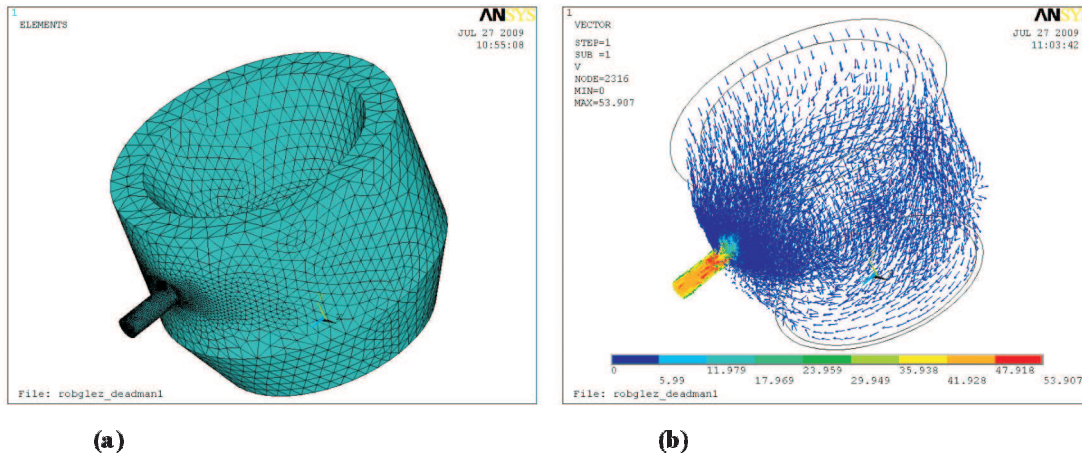 1
ELEMENTS
ANSYS
JUL 27 2009
10:55:08
File: robglez_deadman1
(a)
1
VECTOR
STEP=1
SUB =1
V
NODE=2316
MIN=0
MAX=53.907
ANSYS
JUL 27 2009
11:03:42
0 11.979 23.959 35.938 47.918
5.99 17.969 29.949 41.928 53.907
File: robglez_deadman1
(b)